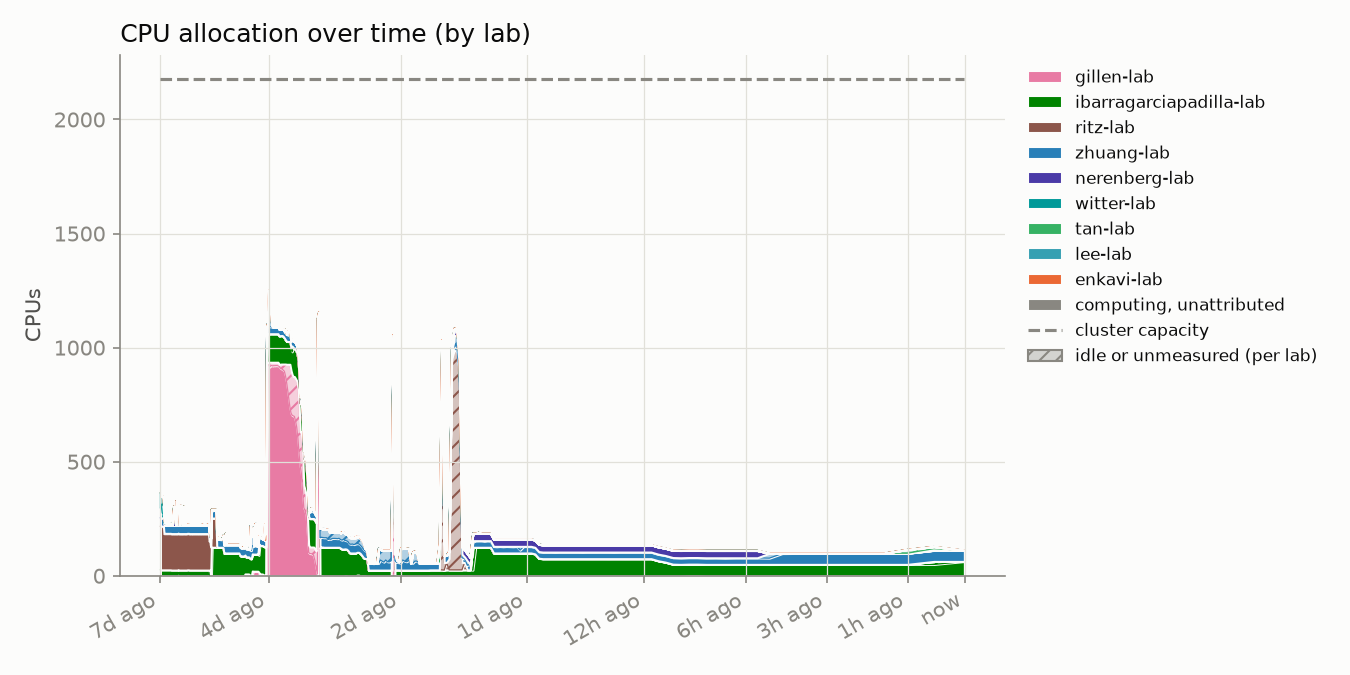 CPU allocation over time (by lab)
CPUs
2000
1500
1000
500
0
7d ago
4d ago
2d ago
1d ago
12h ago
6h ago
3h ago
1h ago
now
gillen-lab
ibarragarciapadilla-lab
ritz-lab
zhuang-lab
nerenberg-lab
witter-lab
tan-lab
lee-lab
enkavi-lab
computing, unattributed
cluster capacity
idle or unmeasured (per lab)